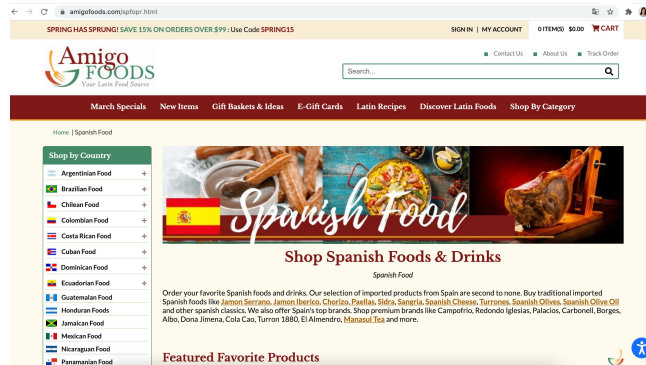 amigofoods.com/spfopr.html
SPRING HAS SPRUNG! SAVE 15% ON ORDERS OVER $99 : Use Code SPRING15
SIGN IN | MY ACCOUNT 0 ITEM(S) $0.00 CART
Contact Us About Us Track Order
Amigo
FOODS
Your Latin Food Source
Search...
March Specials New Items Gift Baskets & Ideas E-Gift Cards Latin Recipes Discover Latin Foods Shop By Category
Home | Spanish Food
Shop by Country
Argentinian Food +
Brazilian Food +
Chilean Food +
Colombian Food +
Costa Rican Food +
Cuban Food +
Dominican Food +
Ecuadorian Food +
Guatemalan Food
Honduran Foods
Jamaican Food
Mexican Food
Nicaraguan Food
Panamanian Food
Spanish Food
Shop Spanish Foods & Drinks
Spanish Food
Order your favorite Spanish foods and drinks. Our selection of imported products from Spain are second to none. Buy traditional imported
Spanish foods like Jamon Serrano, Jamon Iberico, Chorizo, Paellas, Sidra, Sangria, Spanish Cheese, Turrones, Spanish Olives, Spanish Olive Oil
and other spanish classics. We also offer Spain's top brands. Shop premium brands like Campofrio, Redondo Iglesias, Palacios, Carbonell, Borges,
Albo, Dona Jimena, Cola Cao, Turron 1880, El Almendro, Manasul Tea and more.
Featured Favorite Products